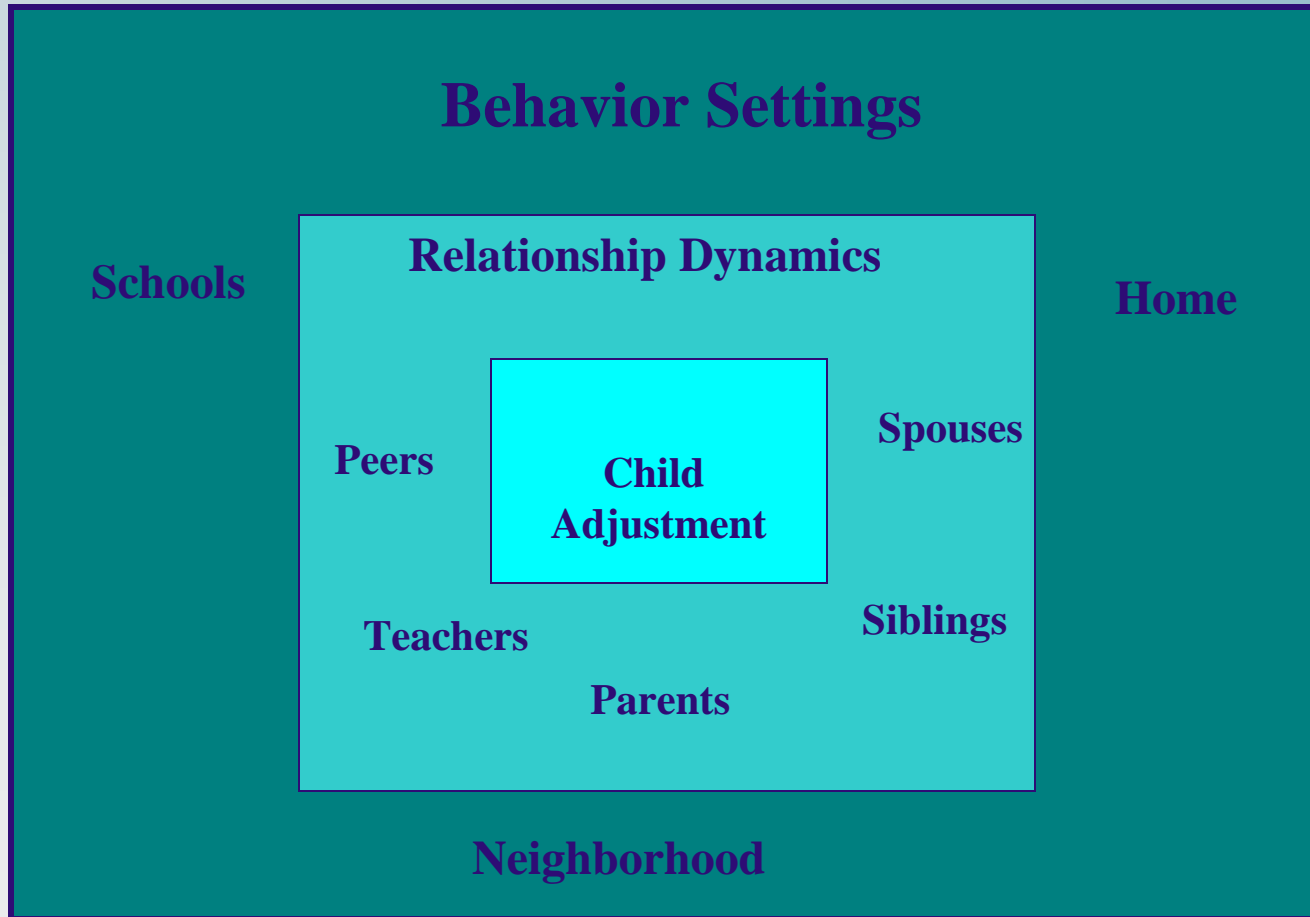 Behavior Settings
Schools
Relationship Dynamics
Home
Peers
Child
Adjustment
Spouses
Teachers
Siblings
Parents
Neighborhood